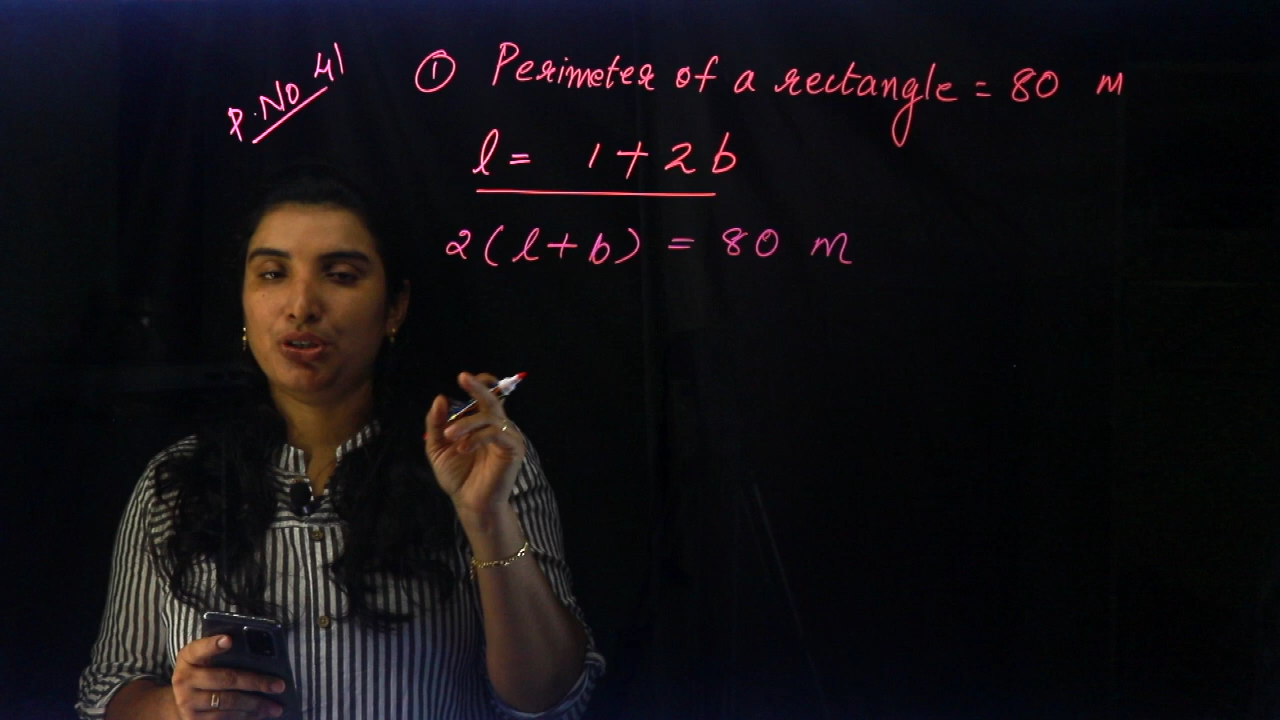 P.No 41
① Perimeter of a rectangle = 80 m
l = 1+2b
2(l+b) = 80 m